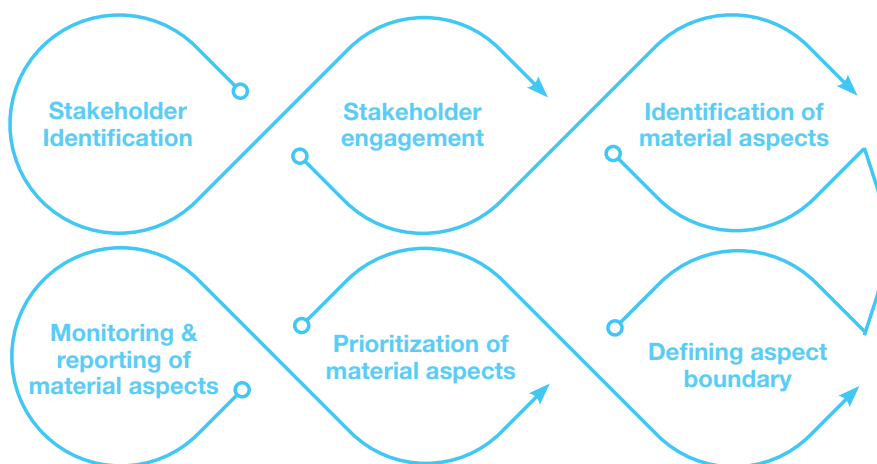 Stakeholder
Identification
Stakeholder
engagement
Identification of
material aspects
Monitoring &
reporting of
material aspects
Prioritization of
material aspects
Defining aspect
boundary